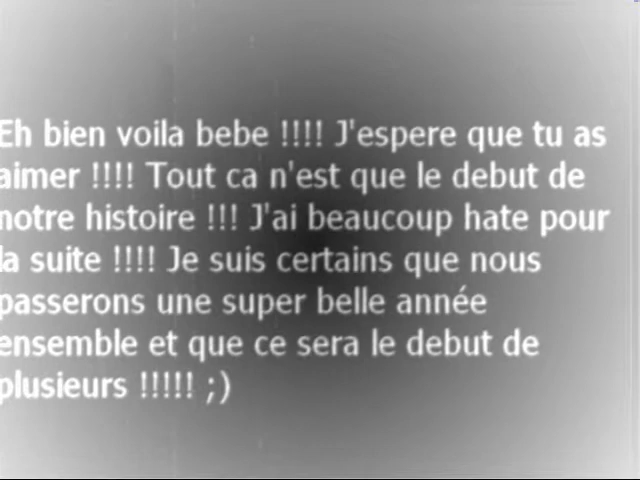 Eh bien voila bebe !!!! J'espere que tu as
aimer !!!! Tout ca n'est que le debut de
notre histoire !!! J'ai beaucoup hate pour
la suite !!!! Je suis certains que nous
passerons une super belle année
ensemble et que ce sera le debut de
plusieurs !!!!! ;)